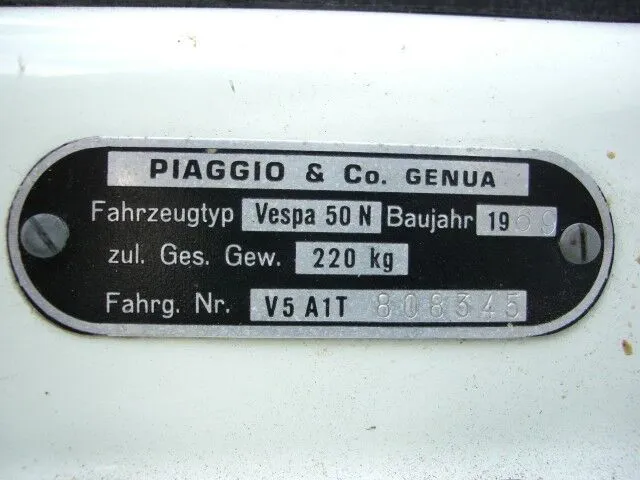 PIAGGIO & Co. GENUA
Fahrzeugtyp Vespa 50 N Baujahr 1969
zul. Ges. Gew. 220 kg
Fahrg. Nr. V5 A1T 808345